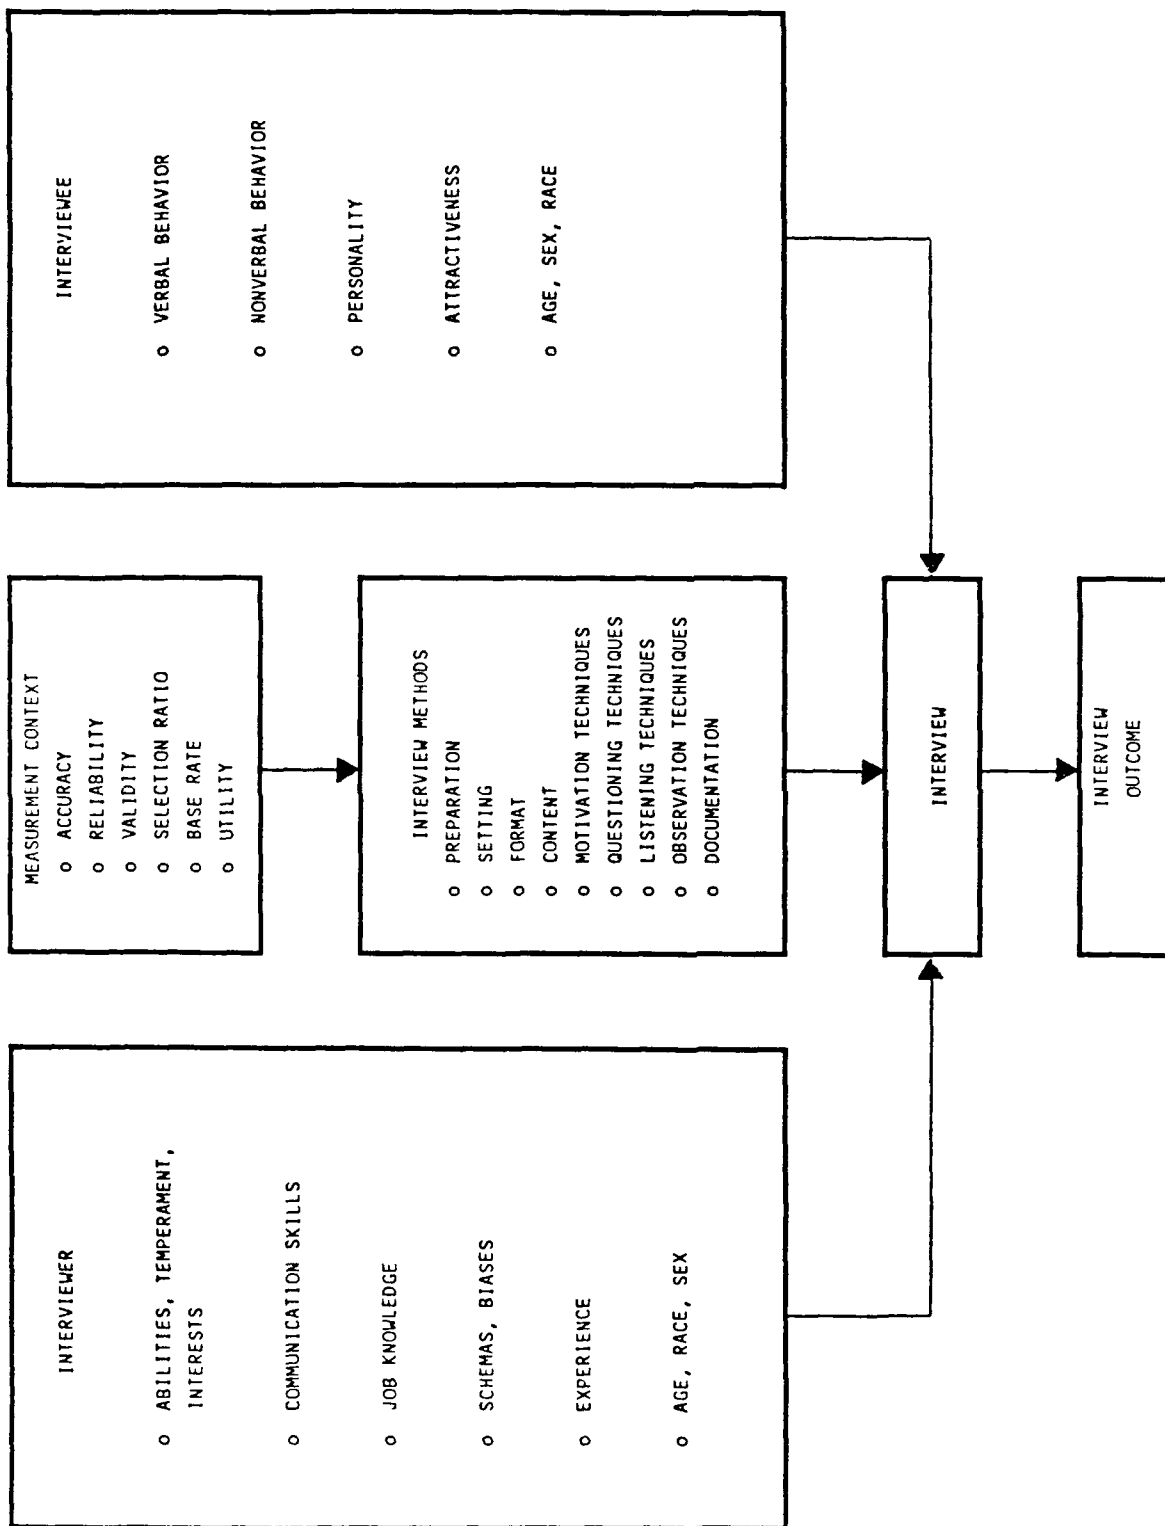 INTERVIEWER
o ABILITIES, TEMPERAMENT,
INTERESTS
o COMMUNICATION SKILLS
o JOB KNOWLEDGE
o SCHEMAS, BIASES
o EXPERIENCE
o AGE, RACE, SEX
MEASUREMENT CONTEXT
o ACCURACY
o RELIABILITY
o VALIDITY
o SELECTION RATIO
o BASE RATE
o UTILITY
INTERVIEW METHODS
o PREPARATION
o SETTING
o FORMAT
o CONTENT
o MOTIVATION TECHNIQUES
o QUESTIONING TECHNIQUES
o LISTENING TECHNIQUES
o OBSERVATION TECHNIQUES
o DOCUMENTATION
INTERVIEWEE
o VERBAL BEHAVIOR
o NONVERBAL BEHAVIOR
o PERSONALITY
o ATTRACTIVENESS
o AGE, SEX, RACE
INTERVIEW
INTERVIEW
OUTCOME